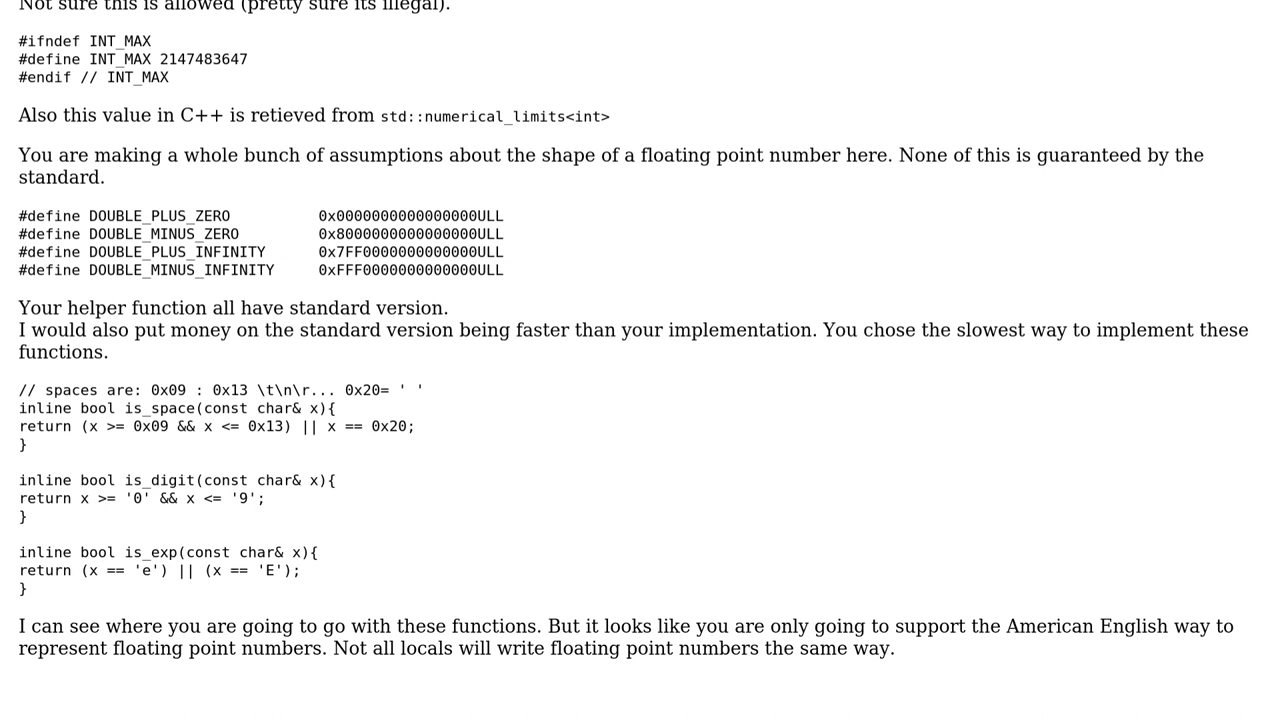 Not sure this is allowed (pretty sure its illegal).
#ifndef INT_MAX
#define INT_MAX 2147483647
#endif // INT_MAX
Also this value in C++ is retieved from std::numerical_limits<int>
You are making a whole bunch of assumptions about the shape of a floating point number here. None of this is guaranteed by the
standard.
#define DOUBLE_PLUS_ZERO          0x0000000000000000ULL
#define DOUBLE_MINUS_ZERO         0x8000000000000000ULL
#define DOUBLE_PLUS_INFINITY      0x7FF0000000000000ULL
#define DOUBLE_MINUS_INFINITY     0xFFF0000000000000ULL
Your helper function all have standard version.
I would also put money on the standard version being faster than your implementation. You chose the slowest way to implement these
functions.
// spaces are: 0x09 : 0x13 \t\n\r... 0x20= ' '
inline bool is_space(const char& x){
return (x >= 0x09 && x <= 0x13) || x == 0x20;
}
inline bool is_digit(const char& x){
return x >= '0' && x <= '9';
}
inline bool is_exp(const char& x){
return (x == 'e') || (x == 'E');
}
I can see where you are going to go with these functions. But it looks like you are only going to support the American English way to
represent floating point numbers. Not all locals will write floating point numbers the same way.